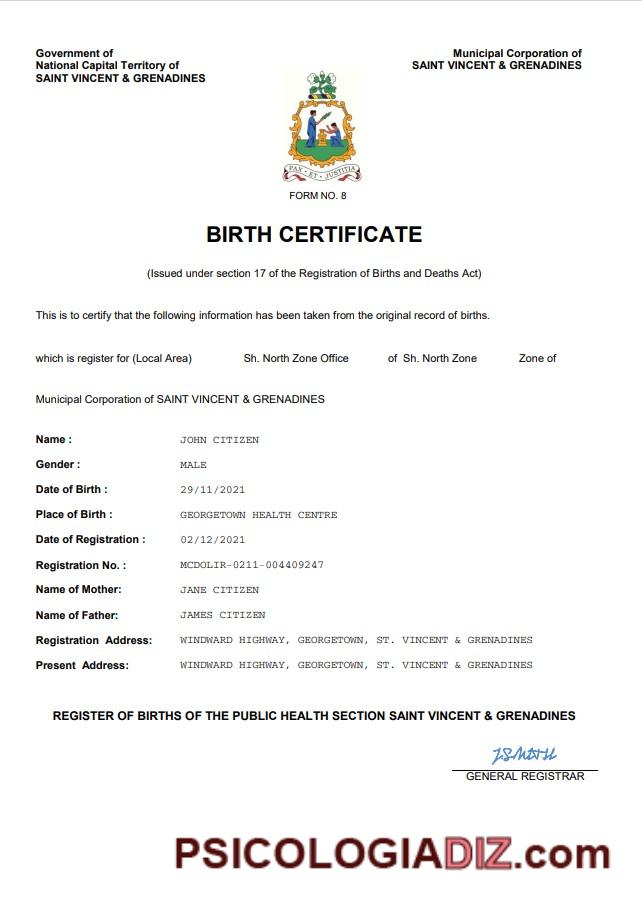 Government of
National Capital Territory of
SAINT VINCENT & GRENADINES
Municipal Corporation of
SAINT VINCENT & GRENADINES
PAX • ET • JUSTITIA
FORM NO. 8
BIRTH CERTIFICATE
(Issued under section 17 of the Registration of Births and Deaths Act)
This is to certify that the following information has been taken from the original record of births.
which is register for (Local Area) Sh. North Zone Office of Sh. North Zone Zone of
Municipal Corporation of SAINT VINCENT & GRENADINES
Name : JOHN CITIZEN
Gender : MALE
Date of Birth : 29/11/2021
Place of Birth : GEORGETOWN HEALTH CENTRE
Date of Registration : 02/12/2021
Registration No. : MCDOLIR-0211-004409247
Name of Mother: JANE CITIZEN
Name of Father: JAMES CITIZEN
Registration Address: WINDWARD HIGHWAY, GEORGETOWN, ST. VINCENT & GRENADINES
Present Address: WINDWARD HIGHWAY, GEORGETOWN, ST. VINCENT & GRENADINES
REGISTER OF BIRTHS OF THE PUBLIC HEALTH SECTION SAINT VINCENT & GRENADINES
GENERAL REGISTRAR
PSICOLOGIADIZ.com